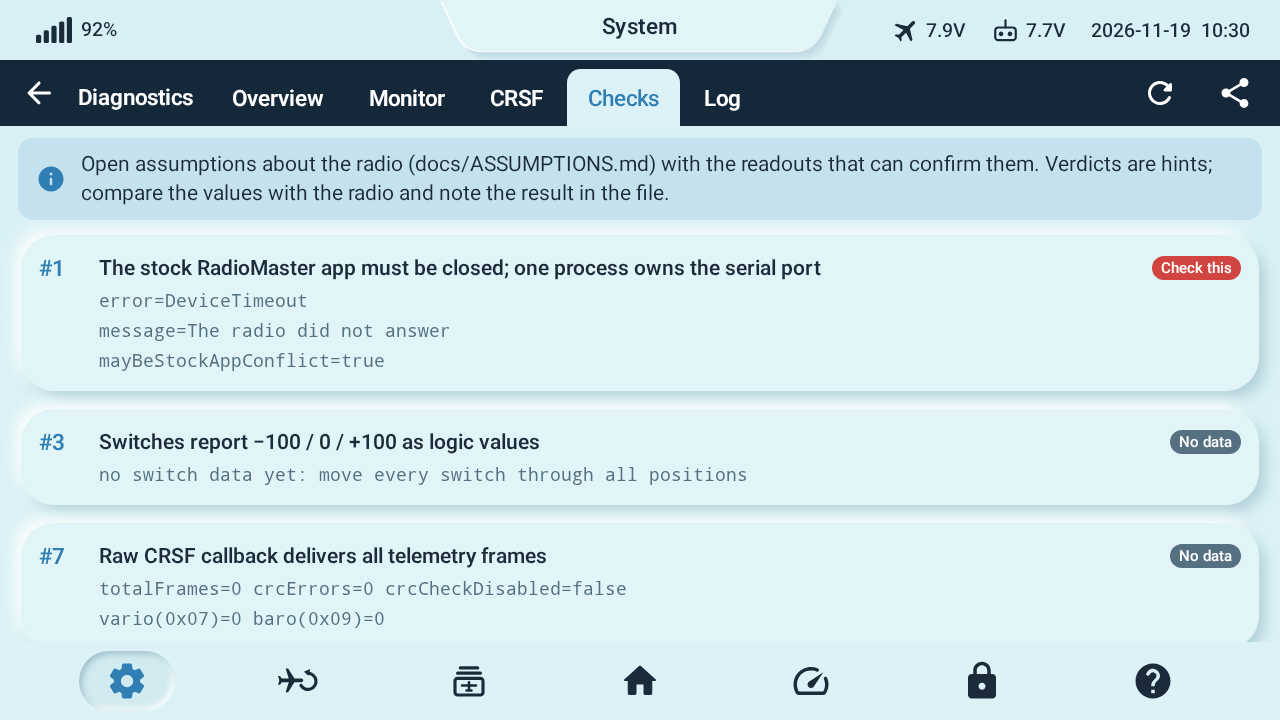 92%
System
7.9V
7.7V
2026-11-19 10:30
Diagnostics
Overview
Monitor
CRSF
Checks
Log
Open assumptions about the radio (docs/ASSUMPTIONS.md) with the readouts that can confirm them. Verdicts are hints;
compare the values with the radio and note the result in the file.
#1
The stock RadioMaster app must be closed; one process owns the serial port
Check this
error=DeviceTimeout
message=The radio did not answer
mayBeStockAppConflict=true
#3
Switches report −100 / 0 / +100 as logic values
No data
no switch data yet: move every switch through all positions
#7
Raw CRSF callback delivers all telemetry frames
No data
totalFrames=0 crcErrors=0 crcCheckDisabled=false
vario(0x07)=0 baro(0x09)=0